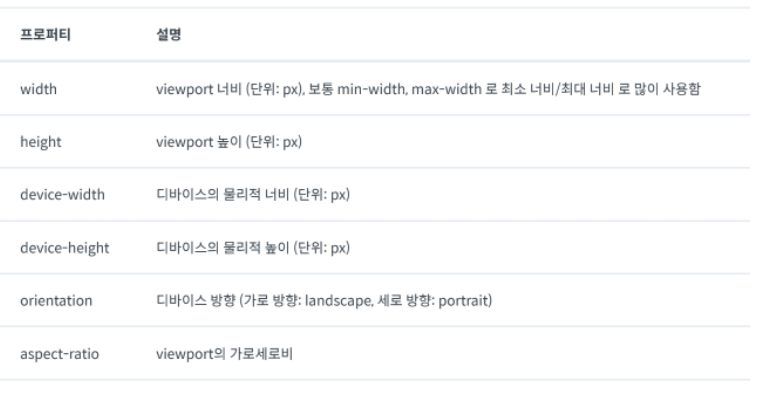 프로퍼티 설명
width viewport 너비 (단위: px), 보통 min-width, max-width 로 최소 너비/최대 너비 로 많이 사용함
height viewport 높이 (단위: px)
device-width 디바이스의 물리적 너비 (단위: px)
device-height 디바이스의 물리적 높이 (단위: px)
orientation 디바이스 방향 (가로 방향: landscape, 세로 방향: portrait)
aspect-ratio viewport의 가로세로비